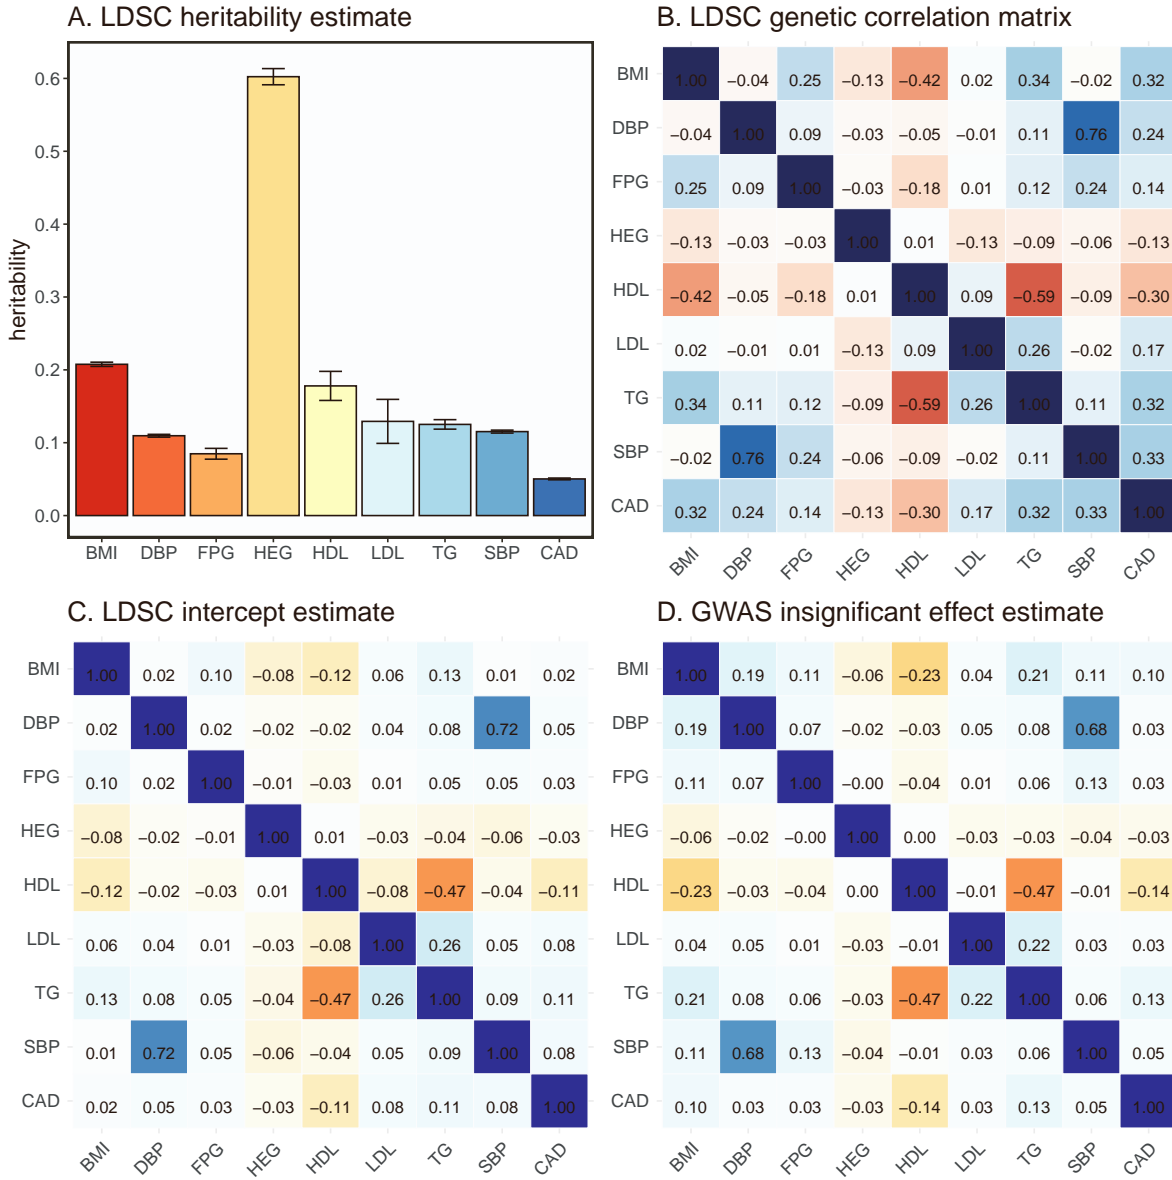 A. LDSC heritability estimate
heritability
0.6
0.5
0.4
0.3
0.2
0.1
0.0
BMI DBP FPG HEG HDL LDL TG SBP CAD
B. LDSC genetic correlation matrix
BMI 1.00 −0.04 0.25 −0.13 −0.42 0.02 0.34 −0.02 0.32
DBP −0.04 1.00 0.09 −0.03 −0.05 −0.01 0.11 0.76 0.24
FPG 0.25 0.09 1.00 −0.03 −0.18 0.01 0.12 0.24 0.14
HEG −0.13 −0.03 −0.03 1.00 0.01 −0.13 −0.09 −0.06 −0.13
HDL −0.42 −0.05 −0.18 0.01 1.00 0.09 −0.59 −0.09 −0.30
LDL 0.02 −0.01 0.01 −0.13 0.09 1.00 0.26 −0.02 0.17
TG 0.34 0.11 0.12 −0.09 −0.59 0.26 1.00 0.11 0.32
SBP −0.02 0.76 0.24 −0.06 −0.09 −0.02 0.11 1.00 0.33
CAD 0.32 0.24 0.14 −0.13 −0.30 0.17 0.32 0.33 1.00
BMI DBP FPG HEG HDL LDL TG SBP CAD
C. LDSC intercept estimate
BMI 1.00 0.02 0.10 −0.08 −0.12 0.06 0.13 0.01 0.02
DBP 0.02 1.00 0.02 −0.02 −0.02 0.04 0.08 0.72 0.05
FPG 0.10 0.02 1.00 −0.01 −0.03 0.01 0.05 0.05 0.03
HEG −0.08 −0.02 −0.01 1.00 0.01 −0.03 −0.04 −0.06 −0.03
HDL −0.12 −0.02 −0.03 0.01 1.00 −0.08 −0.47 −0.04 −0.11
LDL 0.06 0.04 0.01 −0.03 −0.08 1.00 0.26 0.05 0.08
TG 0.13 0.08 0.05 −0.04 −0.47 0.26 1.00 0.09 0.11
SBP 0.01 0.72 0.05 −0.06 −0.04 0.05 0.09 1.00 0.08
CAD 0.02 0.05 0.03 −0.03 −0.11 0.08 0.11 0.08 1.00
BMI DBP FPG HEG HDL LDL TG SBP CAD
D. GWAS insignificant effect estimate
BMI 1.00 0.19 0.11 −0.06 −0.23 0.04 0.21 0.11 0.10
DBP 0.19 1.00 0.07 −0.02 −0.03 0.05 0.08 0.68 0.03
FPG 0.11 0.07 1.00 −0.00 −0.04 0.01 0.06 0.13 0.03
HEG −0.06 −0.02 −0.00 1.00 0.00 −0.03 −0.03 −0.04 −0.03
HDL −0.23 −0.03 −0.04 0.00 1.00 −0.01 −0.47 −0.01 −0.14
LDL 0.04 0.05 0.01 −0.03 −0.01 1.00 0.22 0.03 0.03
TG 0.21 0.08 0.06 −0.03 −0.47 0.22 1.00 0.06 0.13
SBP 0.11 0.68 0.13 −0.04 −0.01 0.03 0.06 1.00 0.05
CAD 0.10 0.03 0.03 −0.03 −0.14 0.03 0.13 0.05 1.00
BMI DBP FPG HEG HDL LDL TG SBP CAD